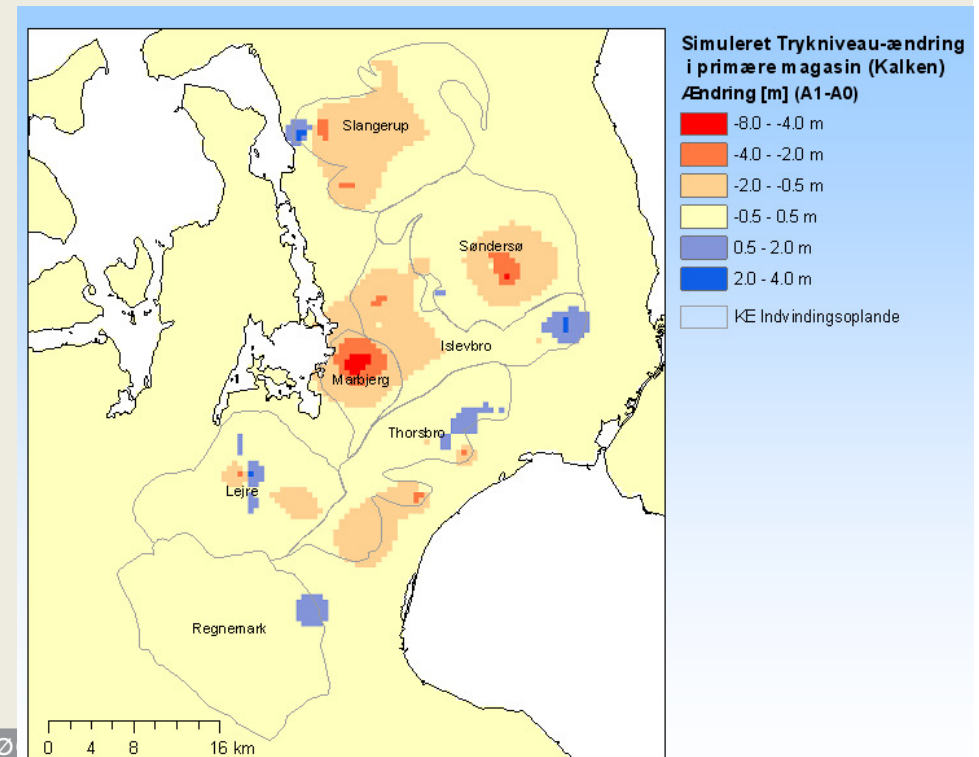 Simuleret Trykniveau-ændring
i primære magasin (Kalken)
Ændring [m] (A1-A0)
-8.0 - -4.0 m
-4.0 - -2.0 m
-2.0 - -0.5 m
-0.5 - 0.5 m
0.5 - 2.0 m
2.0 - 4.0 m
KE Indvindingsoplande
Slangerup
Søndersø
Islevbro
Marbjerg
Thorsbro
Lejre
Regnemark
0 4 8 16 km